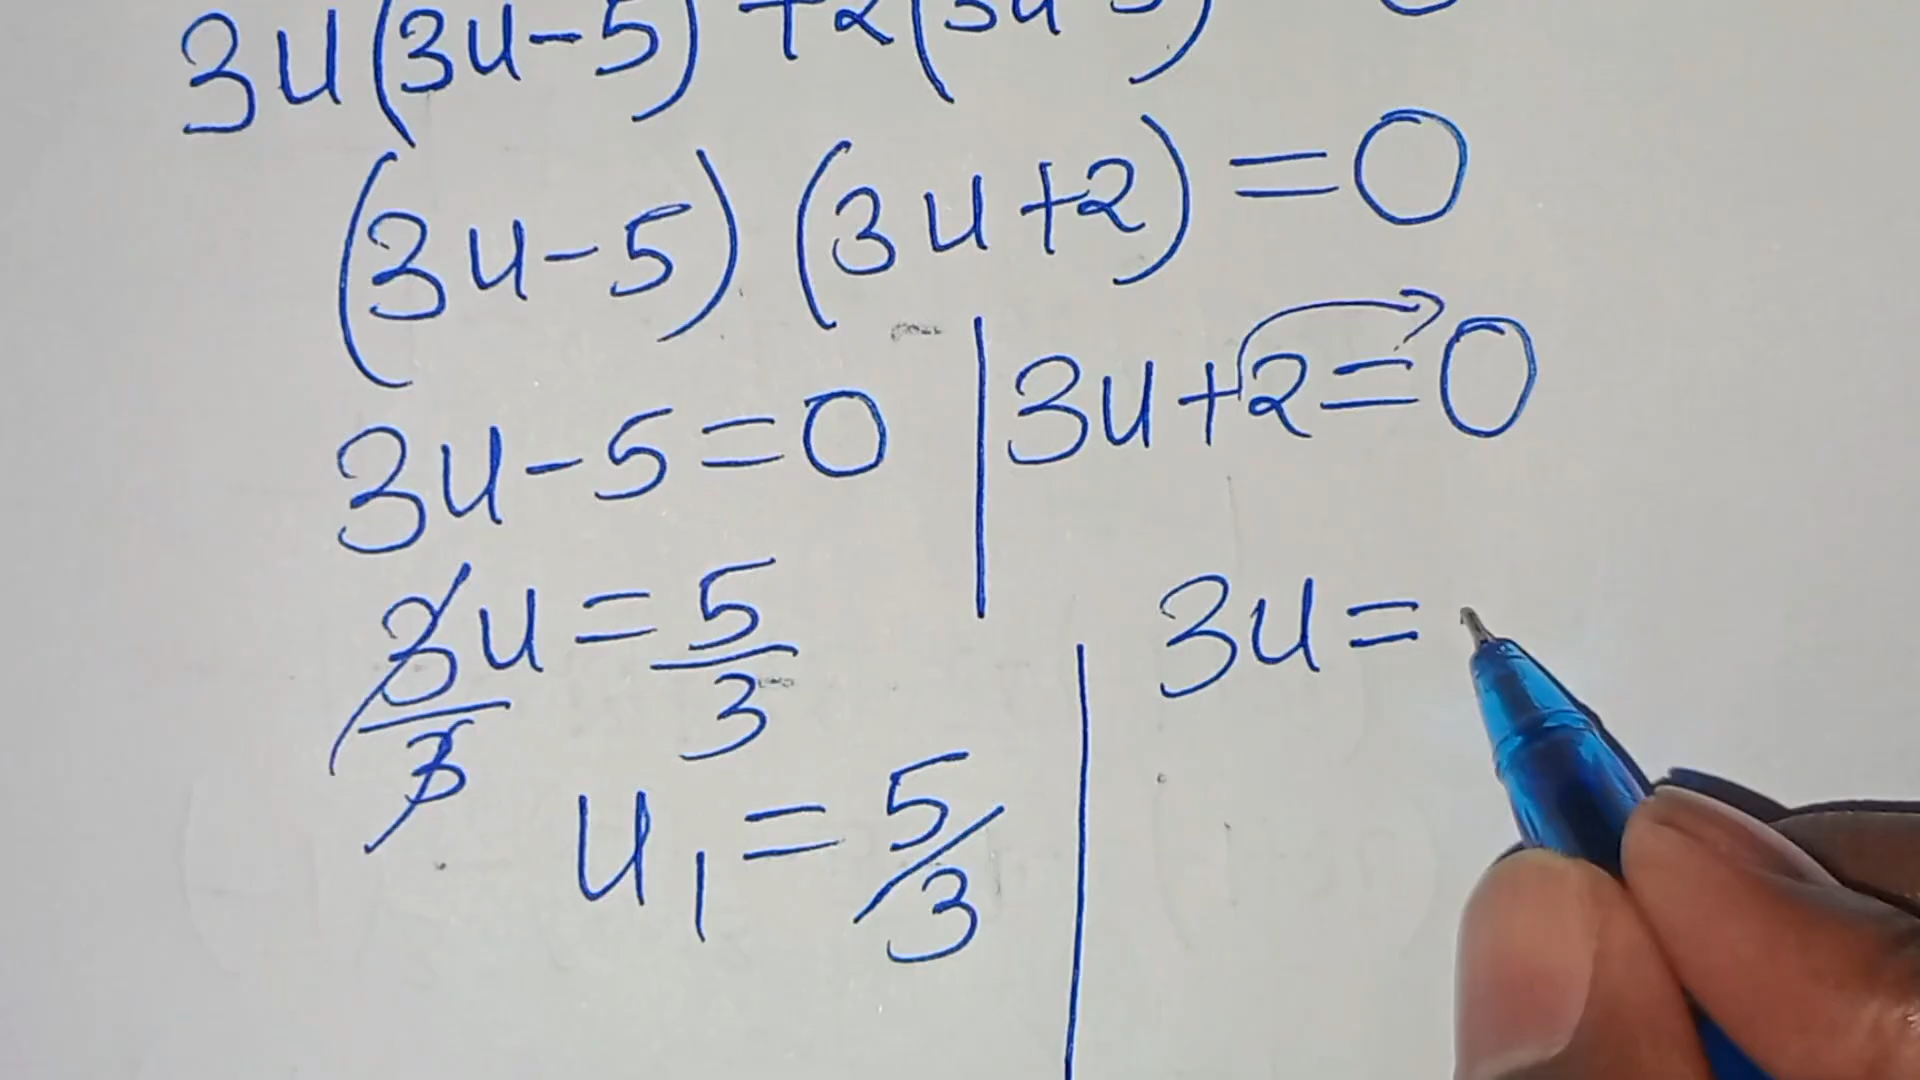 3u(3u-5)+2(3u-5)
(3u-5)(3u+2)=0
3u-5=0 | 3u+2=0
3u/3 = 5/3 | 3u=
u₁ = 5/3